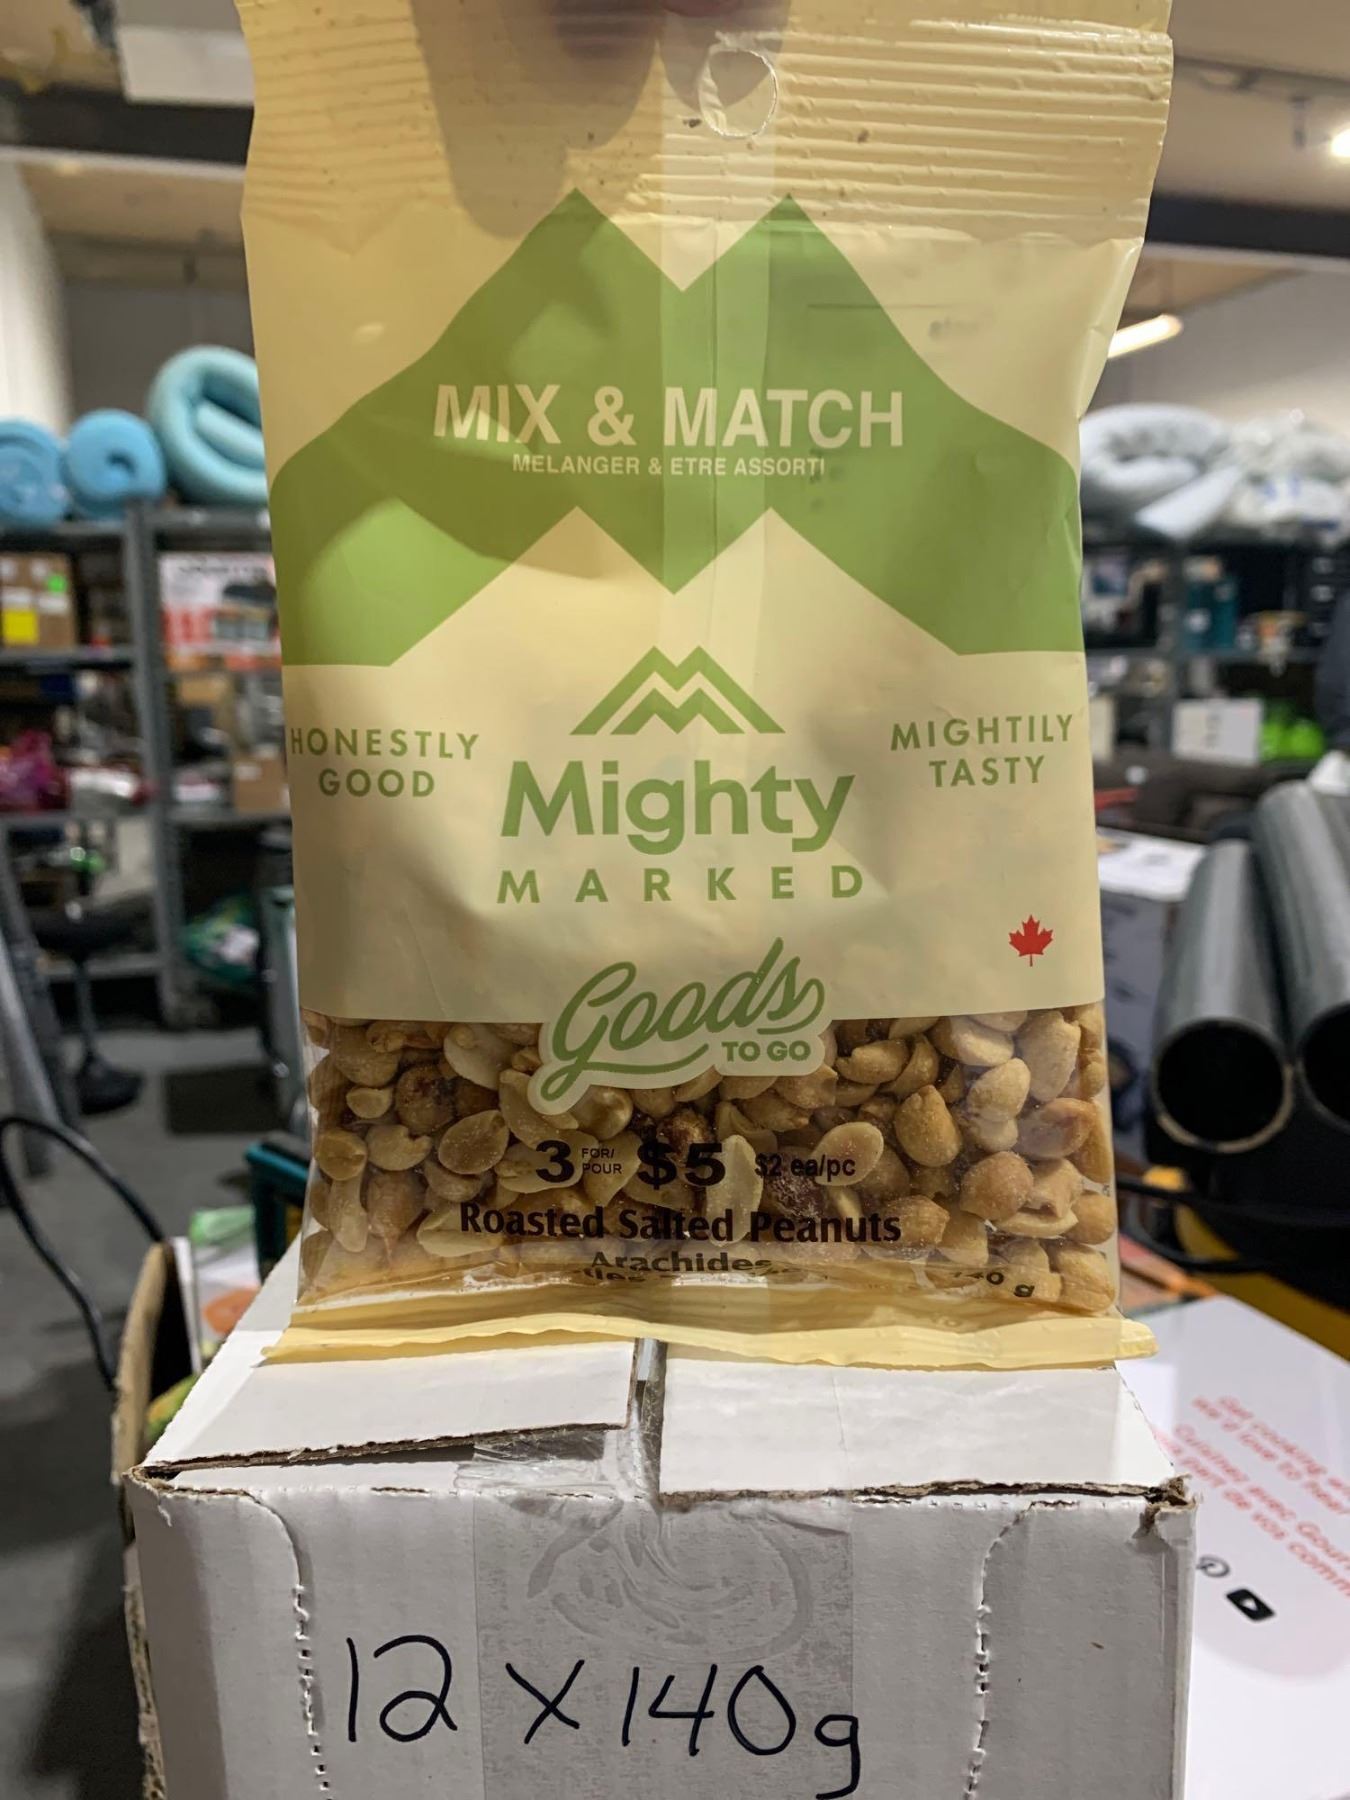 MIX & MATCH
MELANGER & ETRE ASSORTI
HONESTLY
GOOD
MIGHTILY
TASTY
Mighty
MARKED
Goods
TO GO
3 FOR/
POUR $5 $2 ea/pc
Roasted Salted Peanuts
Arachides
140 g
12 X 140g